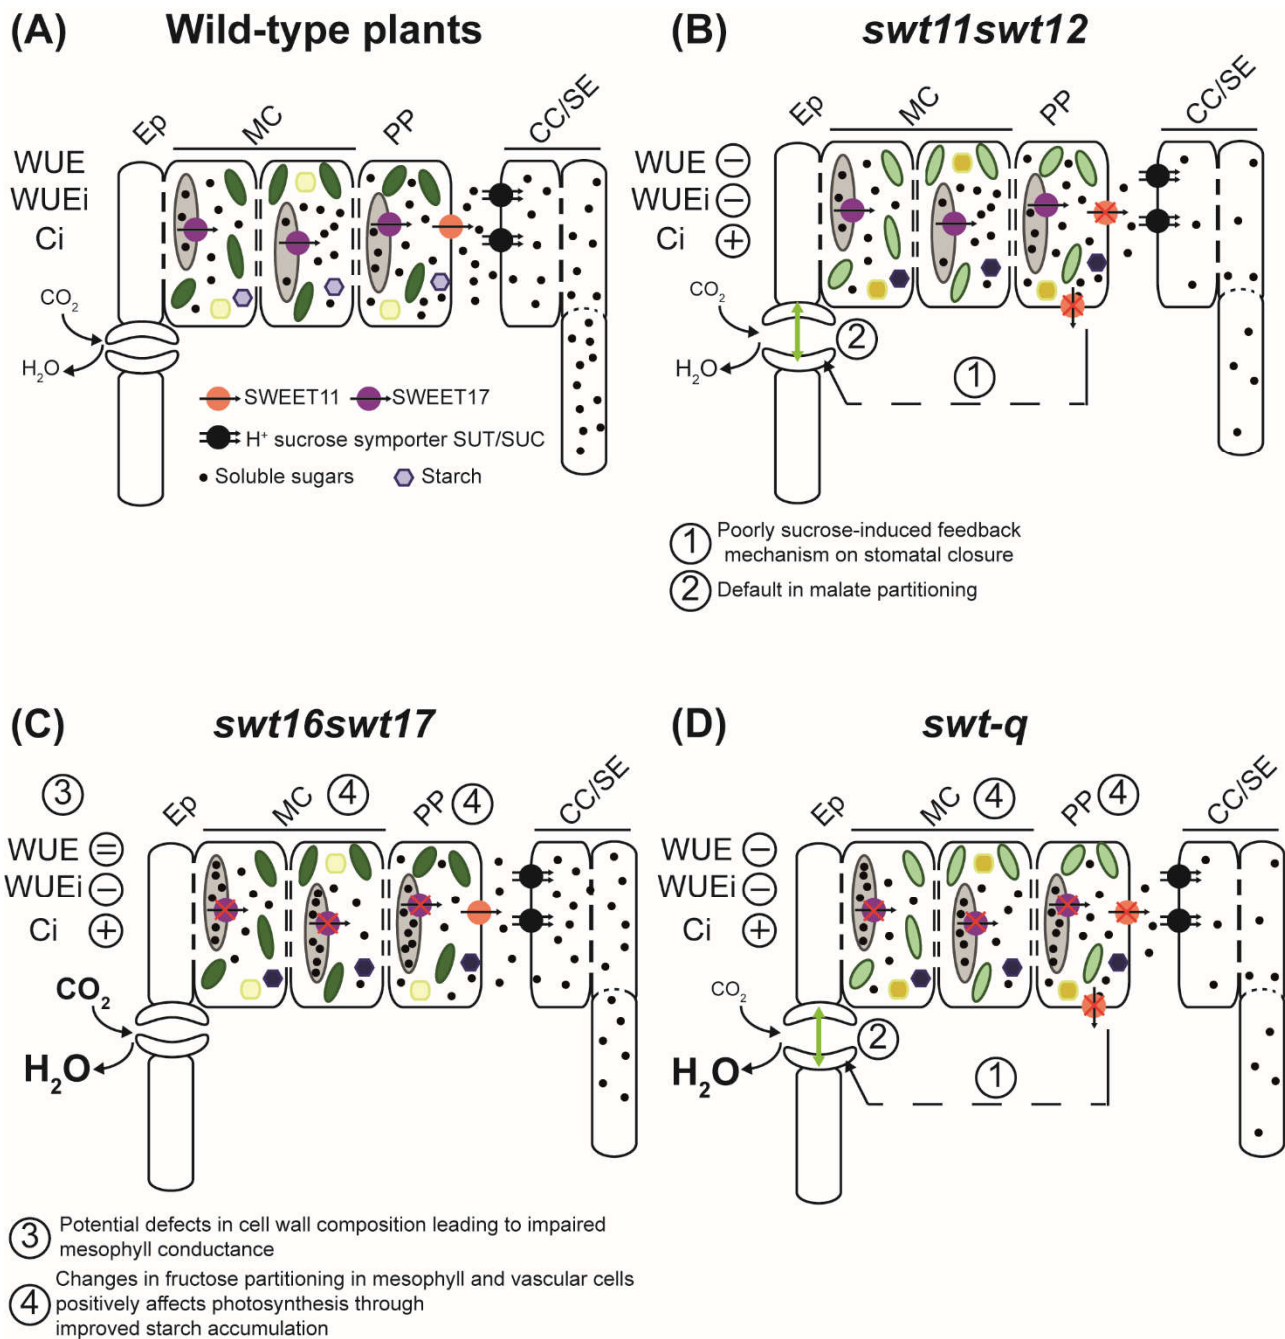 (A) Wild-type plants
Ep MC PP CC/SE
WUE
WUEi
Ci
CO2
H2O
SWEET11 SWEET17
H+ sucrose symporter SUT/SUC
Soluble sugars Starch
(B) swt11swt12
Ep MC PP CC/SE
WUE −
WUEi −
Ci +
CO2
H2O
2
1
1 Poorly sucrose-induced feedback
mechanism on stomatal closure
2 Default in malate partitioning
(C) swt16swt17
3
Ep MC 4 PP 4 CC/SE
WUE =
WUEi −
Ci +
CO2
H2O
3 Potential defects in cell wall composition leading to impaired
mesophyll conductance
4 Changes in fructose partitioning in mesophyll and vascular cells
positively affects photosynthesis through
improved starch accumulation
(D) swt-q
Ep MC 4 PP 4 CC/SE
WUE −
WUEi −
Ci +
CO2
H2O
2
1